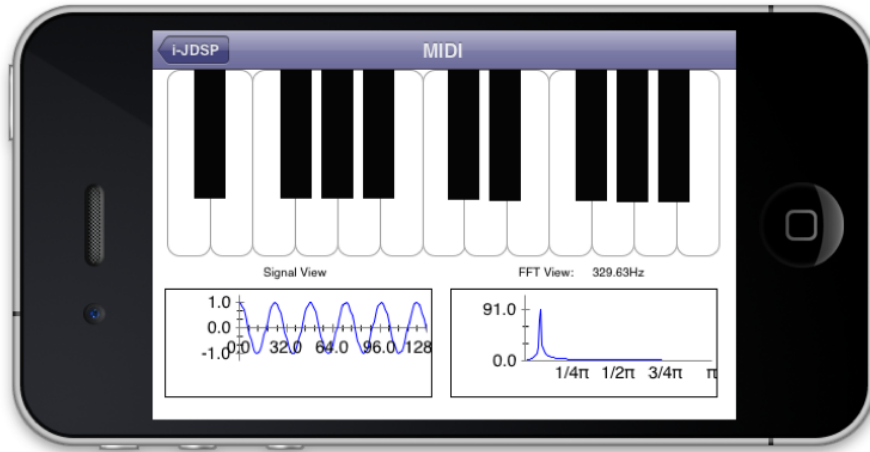 i-JDSP
MIDI
Signal View
FFT View: 329.63Hz
1.0
0.0
-1.0
0.0 32.0 64.0 96.0 128
91.0
0.0
1/4π 1/2π 3/4π π